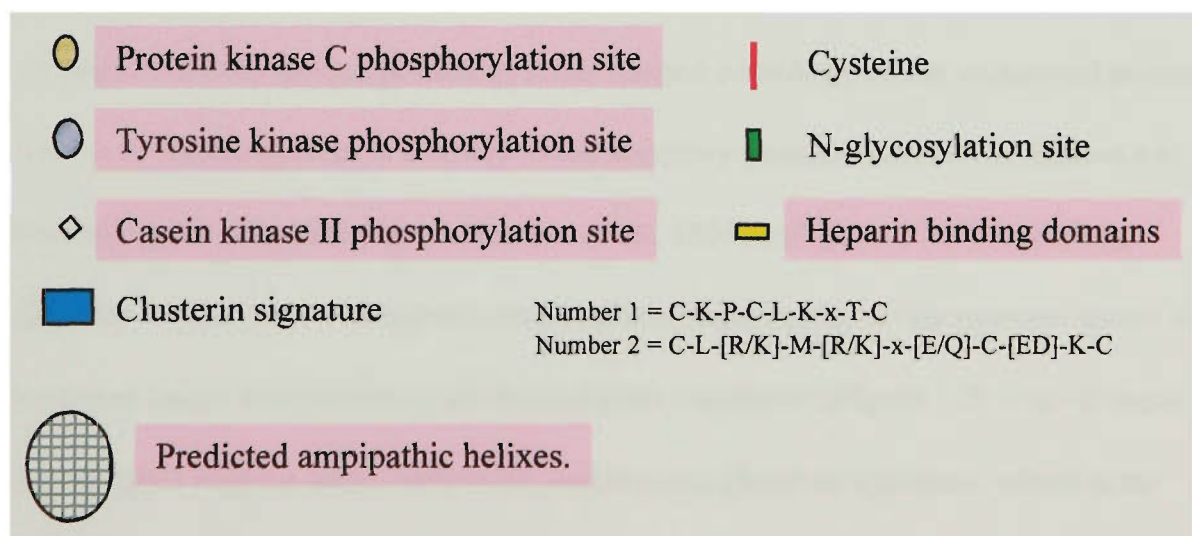 Protein kinase C phosphorylation site
Cysteine
Tyrosine kinase phosphorylation site
N-glycosylation site
Casein kinase II phosphorylation site
Heparin binding domains
Clusterin signature
Number 1 = C-K-P-C-L-K-x-T-C
Number 2 = C-L-[R/K]-M-[R/K]-x-[E/Q]-C-[ED]-K-C
Predicted ampipathic helixes.